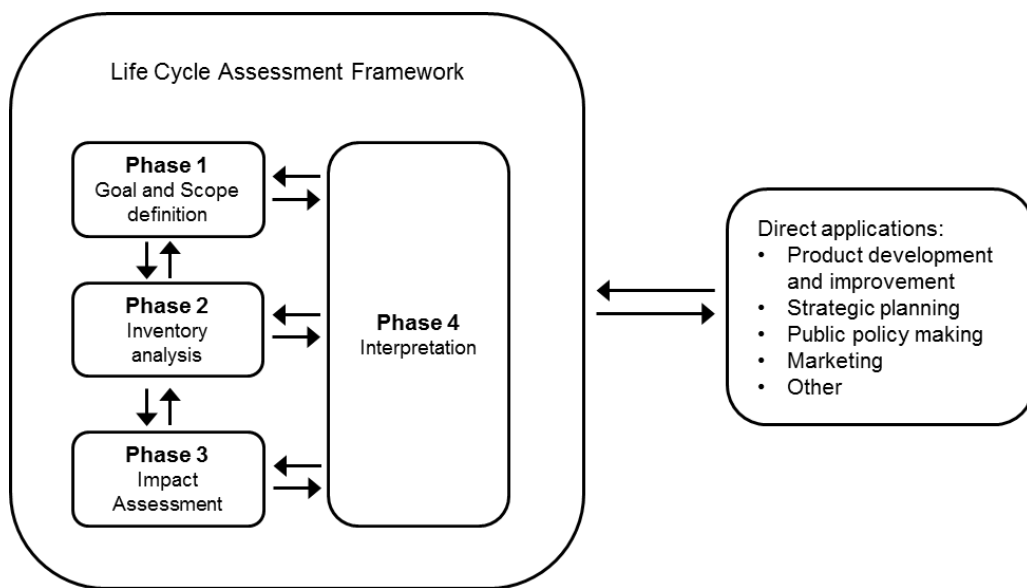 Life Cycle Assessment Framework
Phase 1
Goal and Scope
definition
Phase 2
Inventory
analysis
Phase 3
Impact
Assessment
Phase 4
Interpretation
Direct applications:
• Product development
and improvement
• Strategic planning
• Public policy making
• Marketing
• Other